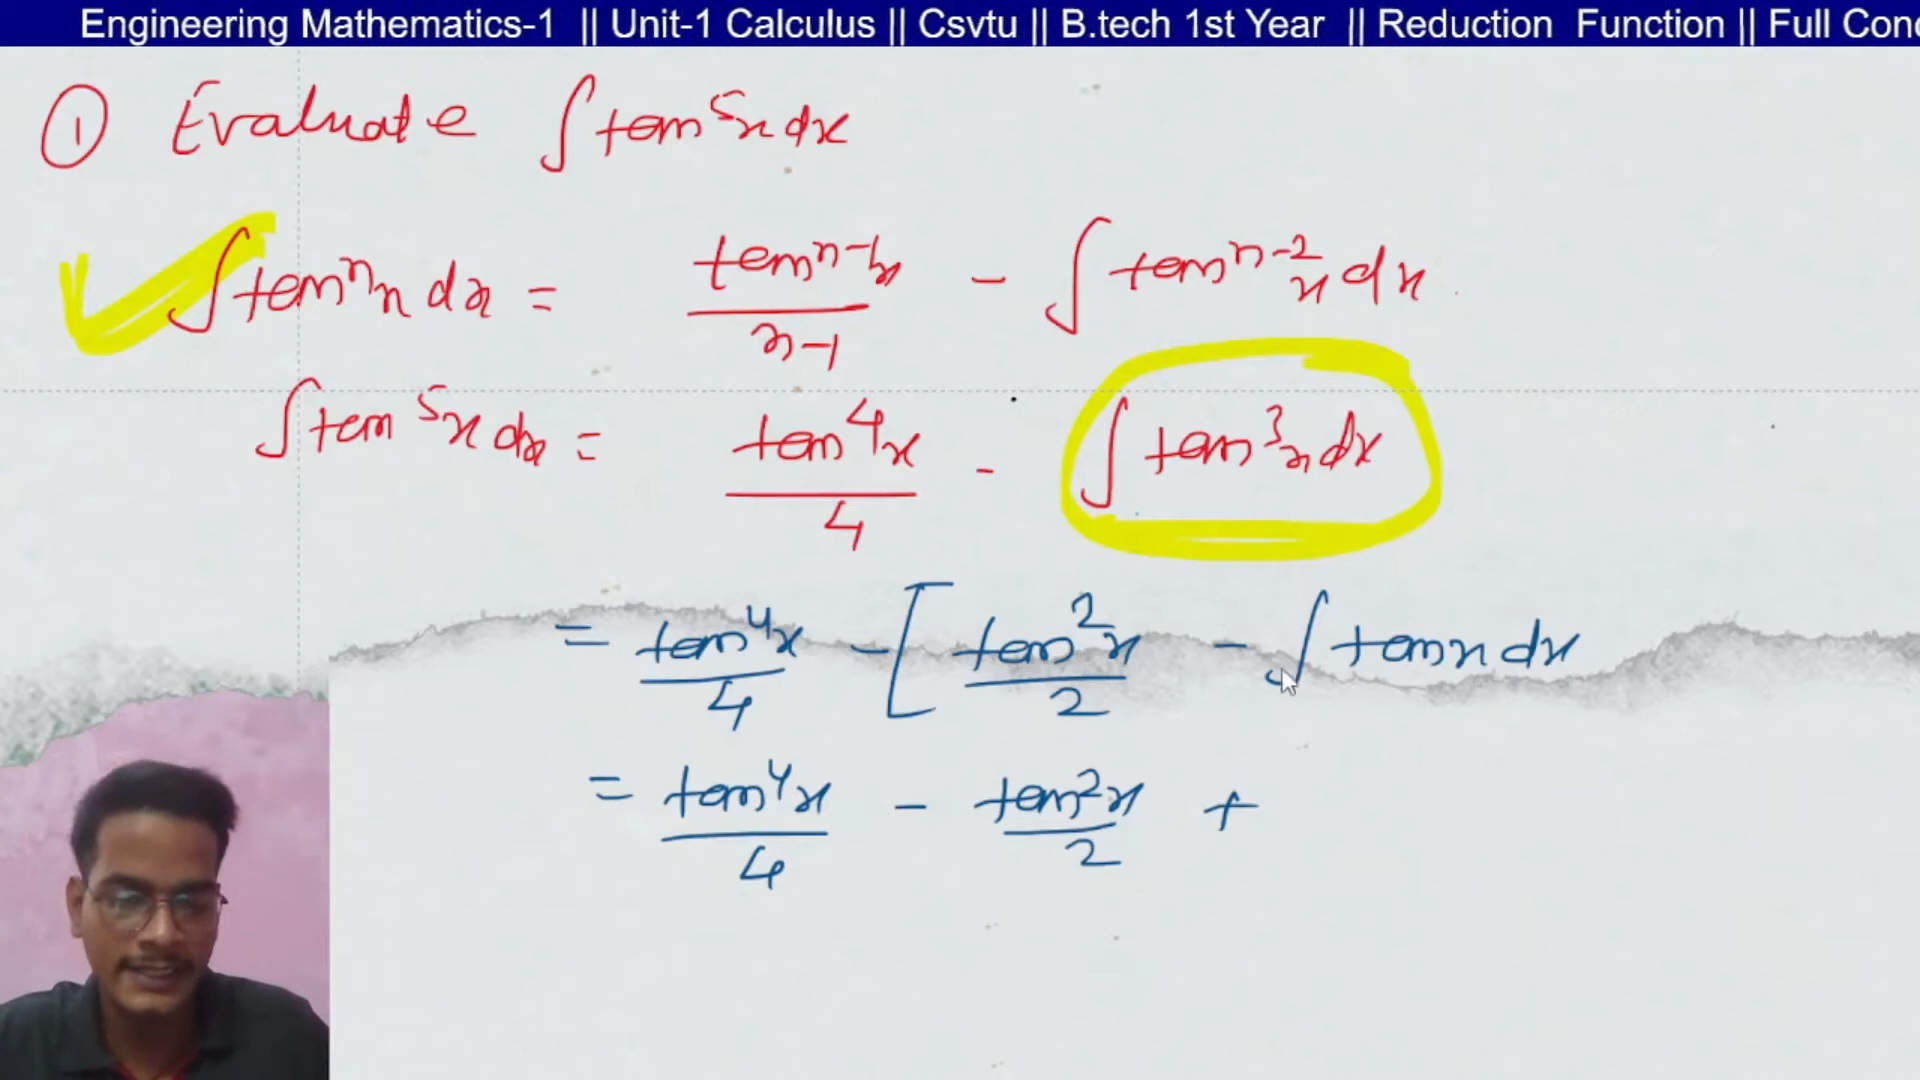 Engineering Mathematics-1 || Unit-1 Calculus || Csvtu || B.tech 1st Year || Reduction Function || Full Conc
① Evaluate ∫tan⁵x dx
∫tanⁿx dx = tanⁿ⁻¹x / n-1 - ∫tanⁿ⁻²x dx
∫tan⁵x dx = tan⁴x / 4 - ∫tan³x dx
= tan⁴x / 4 - [tan²x / 2 - ∫tanx dx
= tan⁴x / 4 - tan²x / 2 +